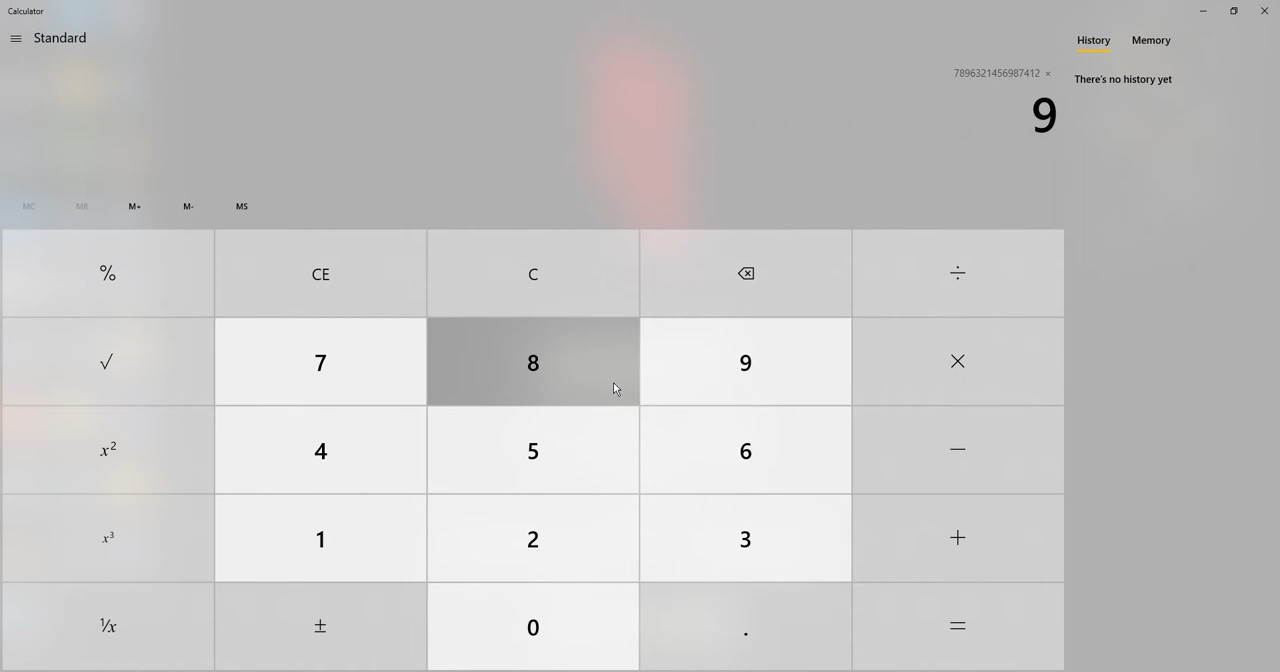 Calculator
Standard
History Memory
7896321456987412 ×
There's no history yet
9
MC MR M+ M- MS
% CE C ÷
√ 7 8 9 ×
x² 4 5 6 −
x³ 1 2 3 +
¹/x ± 0 . =